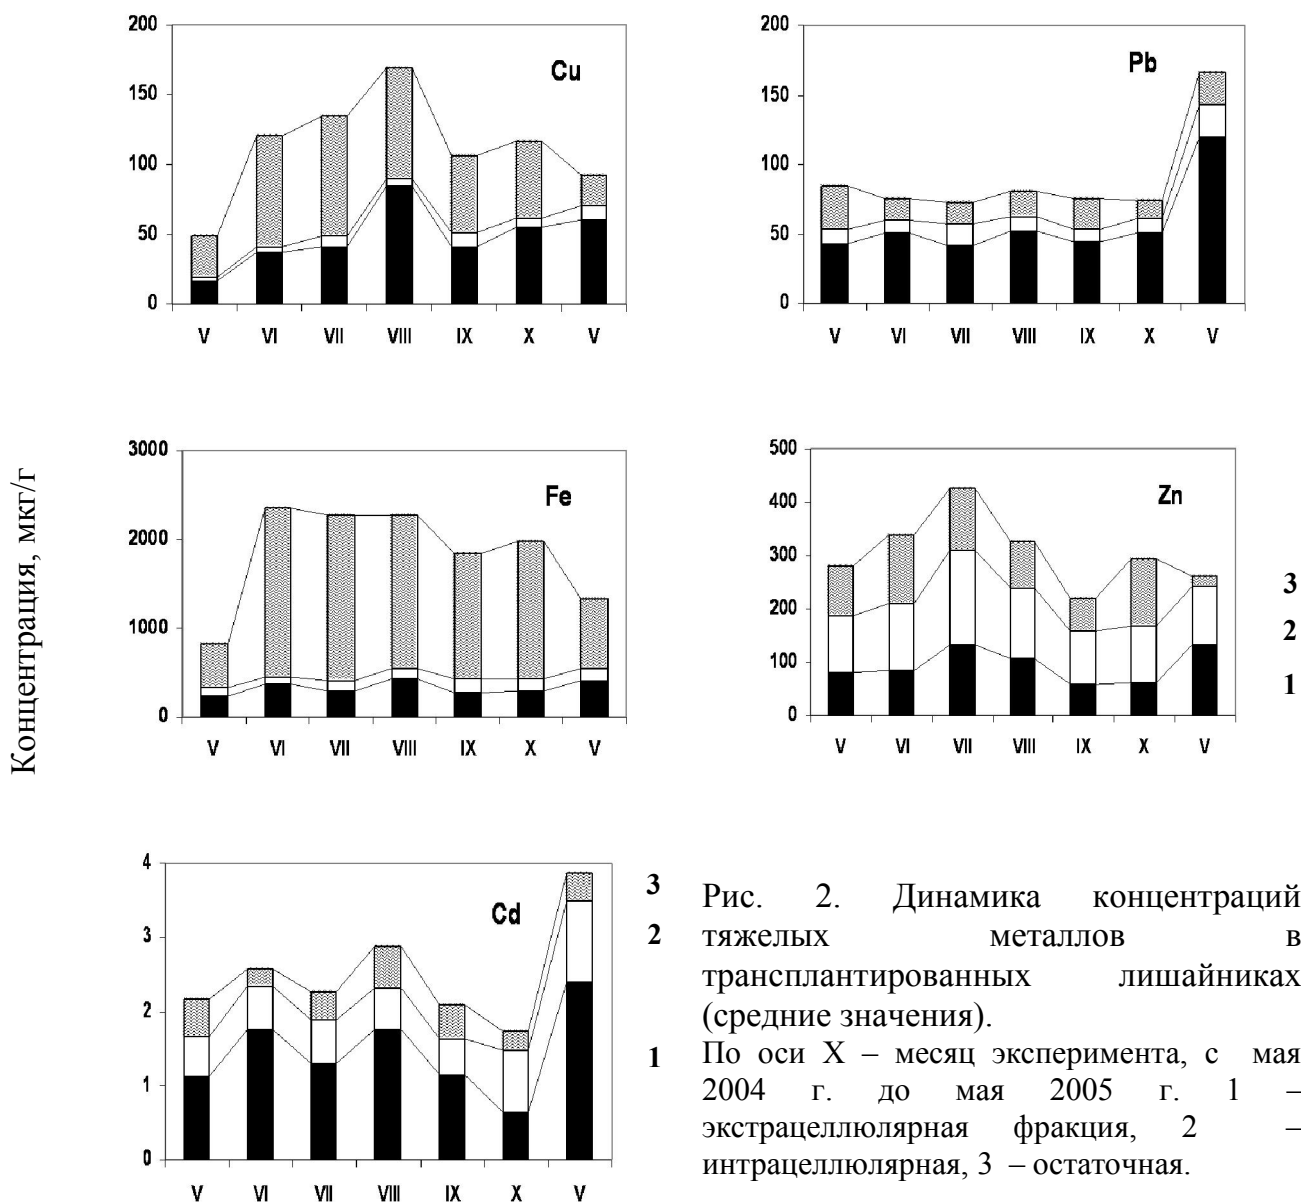 Концентрация, мкг/г
200
150
100
50
0
Cu
V VI VII VIII IX X V
200
150
100
50
0
Pb
V VI VII VIII IX X V
3000
2000
1000
0
Fe
V VI VII VIII IX X V
500
400
300
200
100
0
Zn
V VI VII VIII IX X V
3
2
1
4
3
2
1
0
Cd
V VI VII VIII IX X V
3
2
1
Рис. 2. Динамика концентраций
тяжелых металлов в
трансплантированных лишайниках
(средние значения).
По оси X – месяц эксперимента, с мая
2004 г. до мая 2005 г. 1 –
экстрацеллюлярная фракция, 2 –
интрацеллюлярная, 3 – остаточная.